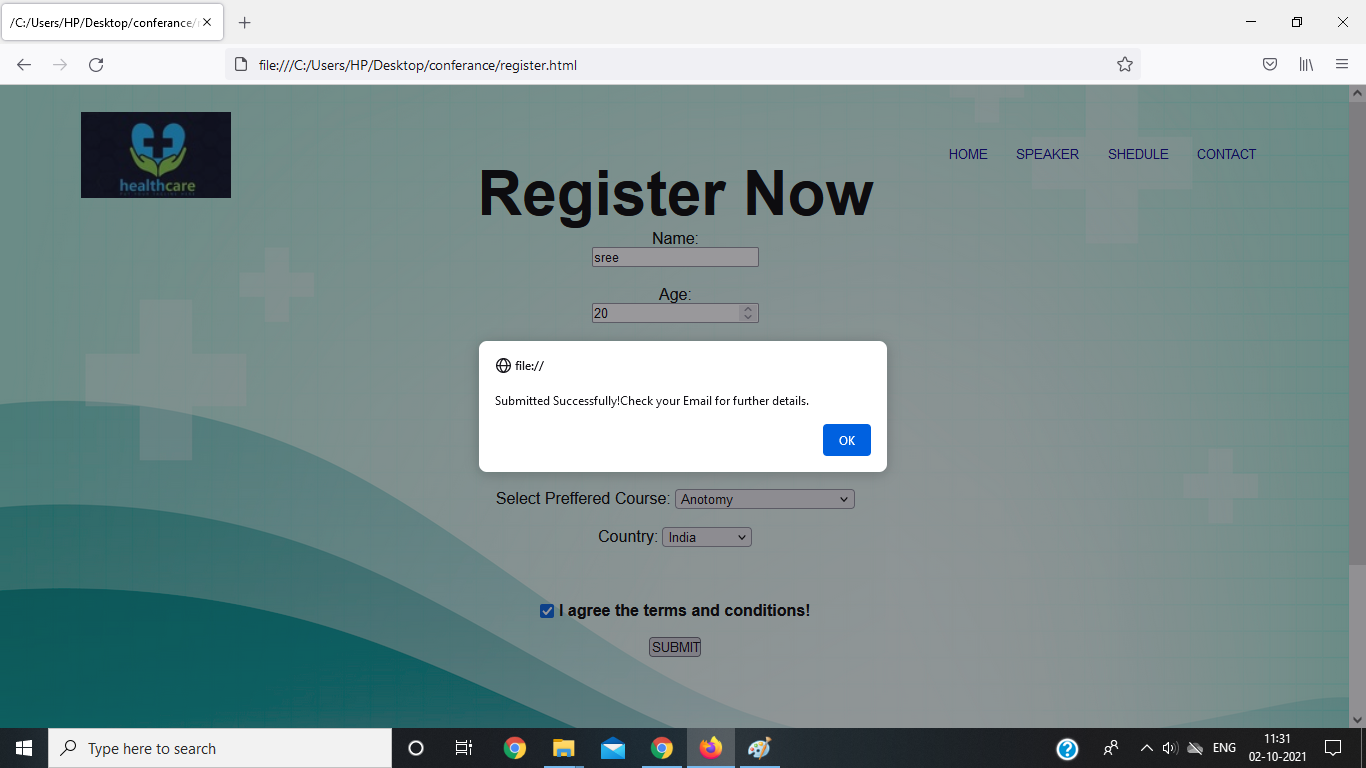 /C:/Users/HP/Desktop/conferance/
file:///C:/Users/HP/Desktop/conferance/register.html
healthcare
HOME SPEAKER SHEDULE CONTACT
Register Now
Name:
sree
Age:
20
file://
Submitted Successfully!Check your Email for further details.
OK
Select Preffered Course: Anotomy
Country: India
I agree the terms and conditions!
SUBMIT
Type here to search
ENG
11:31
02-10-2021